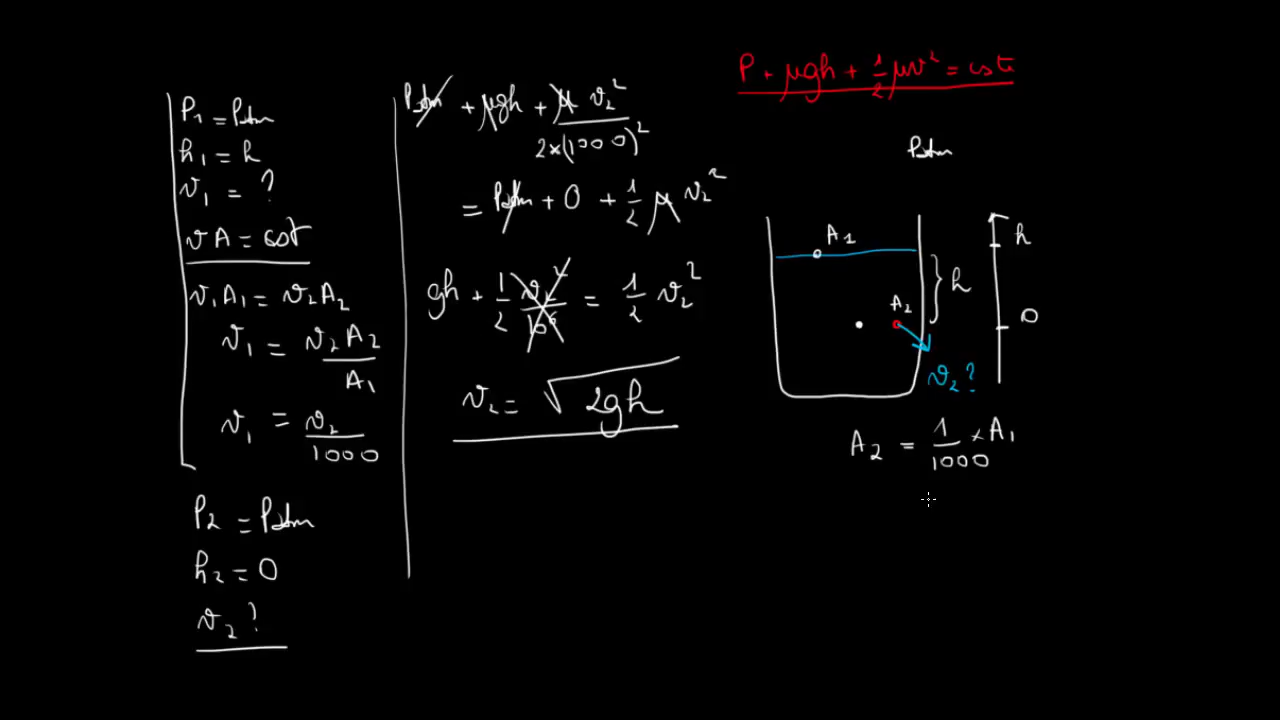 P₁ = Patm
h₁ = h
v₁ = ?
vA = cst
v₁A₁ = v₂A₂
v₁ = v₂A₂ / A₁
v₁ = v₂ / 1000
P₂ = Patm
h₂ = 0
v₂ ?
Patm + μgh + μ v₂² / 2×(1000)²
= Patm + 0 + 1/2 μ v₂²
gh + 1/2 v₂² / 10⁶ = 1/2 v₂²
v₂ = √2gh
P + μgh + 1/2 μv² = cste
Patm
A₁
h
h
A₂
0
v₂ ?
A₂ = 1/1000 × A₁